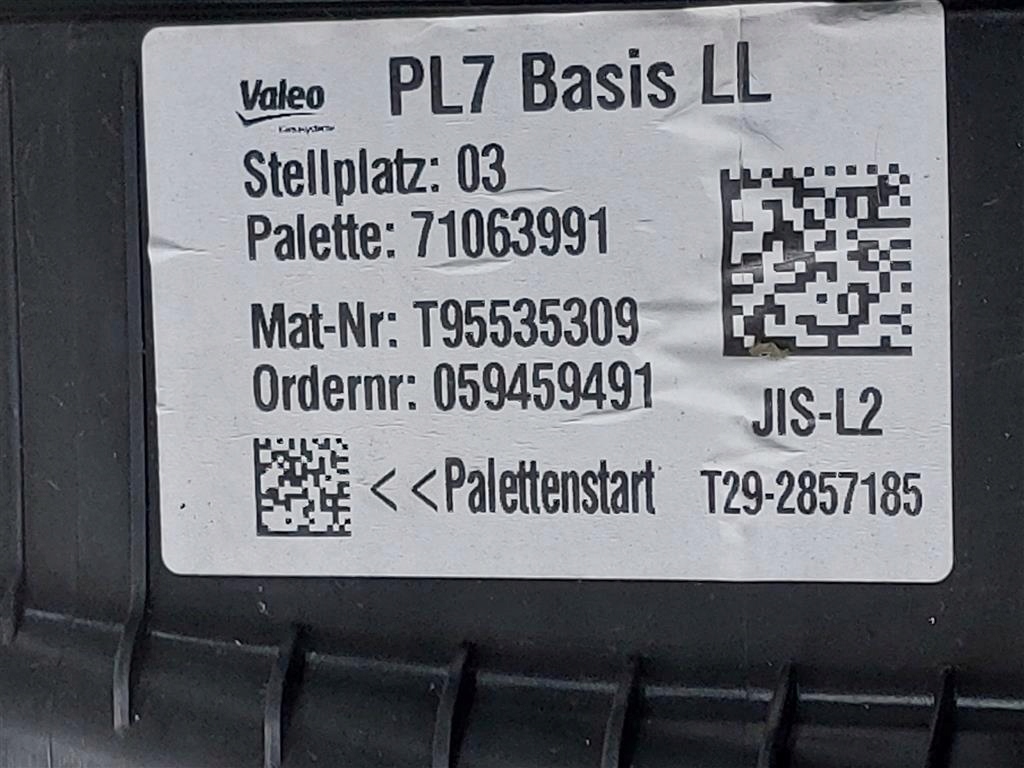 Valeo PL7 Basis LL
Stellplatz: 03
Palette: 71063991
Mat-Nr: T95535309
Ordernr: 059459491
JIS-L2
<<Palettenstart T29-2857185